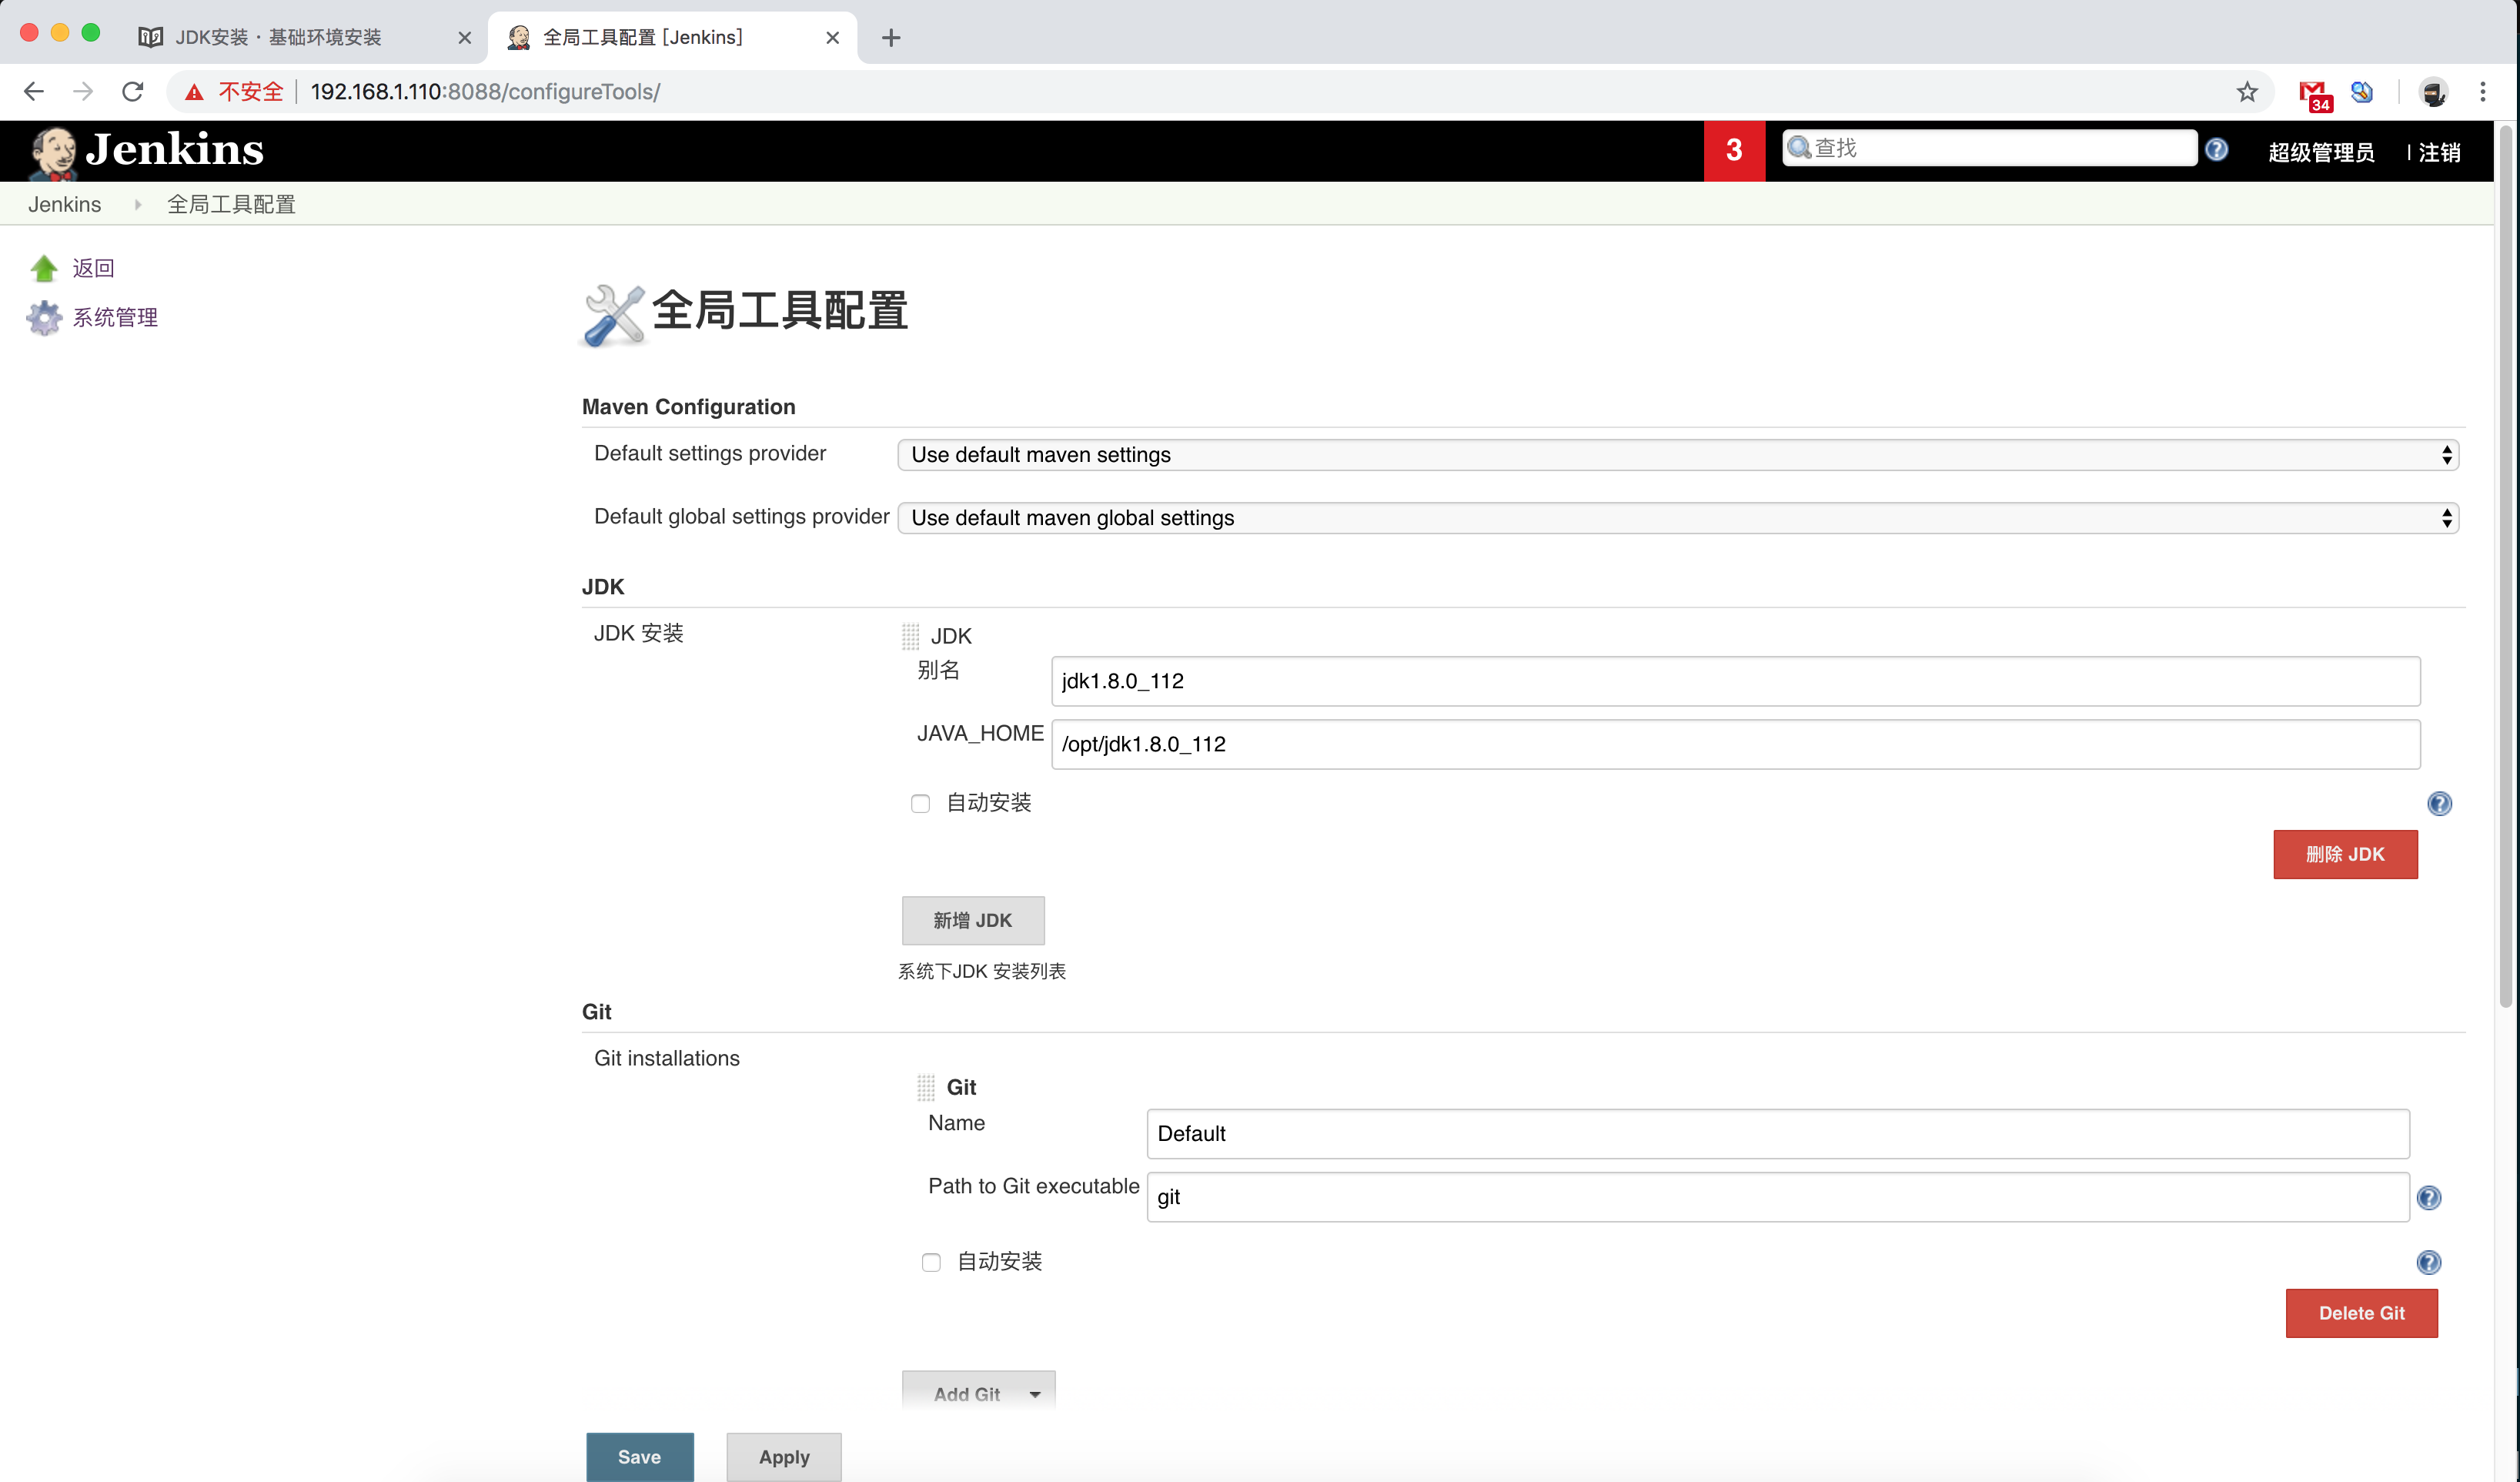 JDK安装 · 基础环境安装
全局工具配置 [Jenkins]
不安全
192.168.1.110:8088/configureTools/
34
Jenkins
3
查找
超级管理员
| 注销
Jenkins
全局工具配置
返回
系统管理
全局工具配置
Maven Configuration
Default settings provider
Use default maven settings
Default global settings provider
Use default maven global settings
JDK
JDK 安装
JDK
别名
jdk1.8.0_112
JAVA_HOME
/opt/jdk1.8.0_112
自动安装
删除 JDK
新增 JDK
系统下JDK 安装列表
Git
Git installations
Git
Name
Default
Path to Git executable
git
自动安装
Delete Git
Add Git
Save
Apply